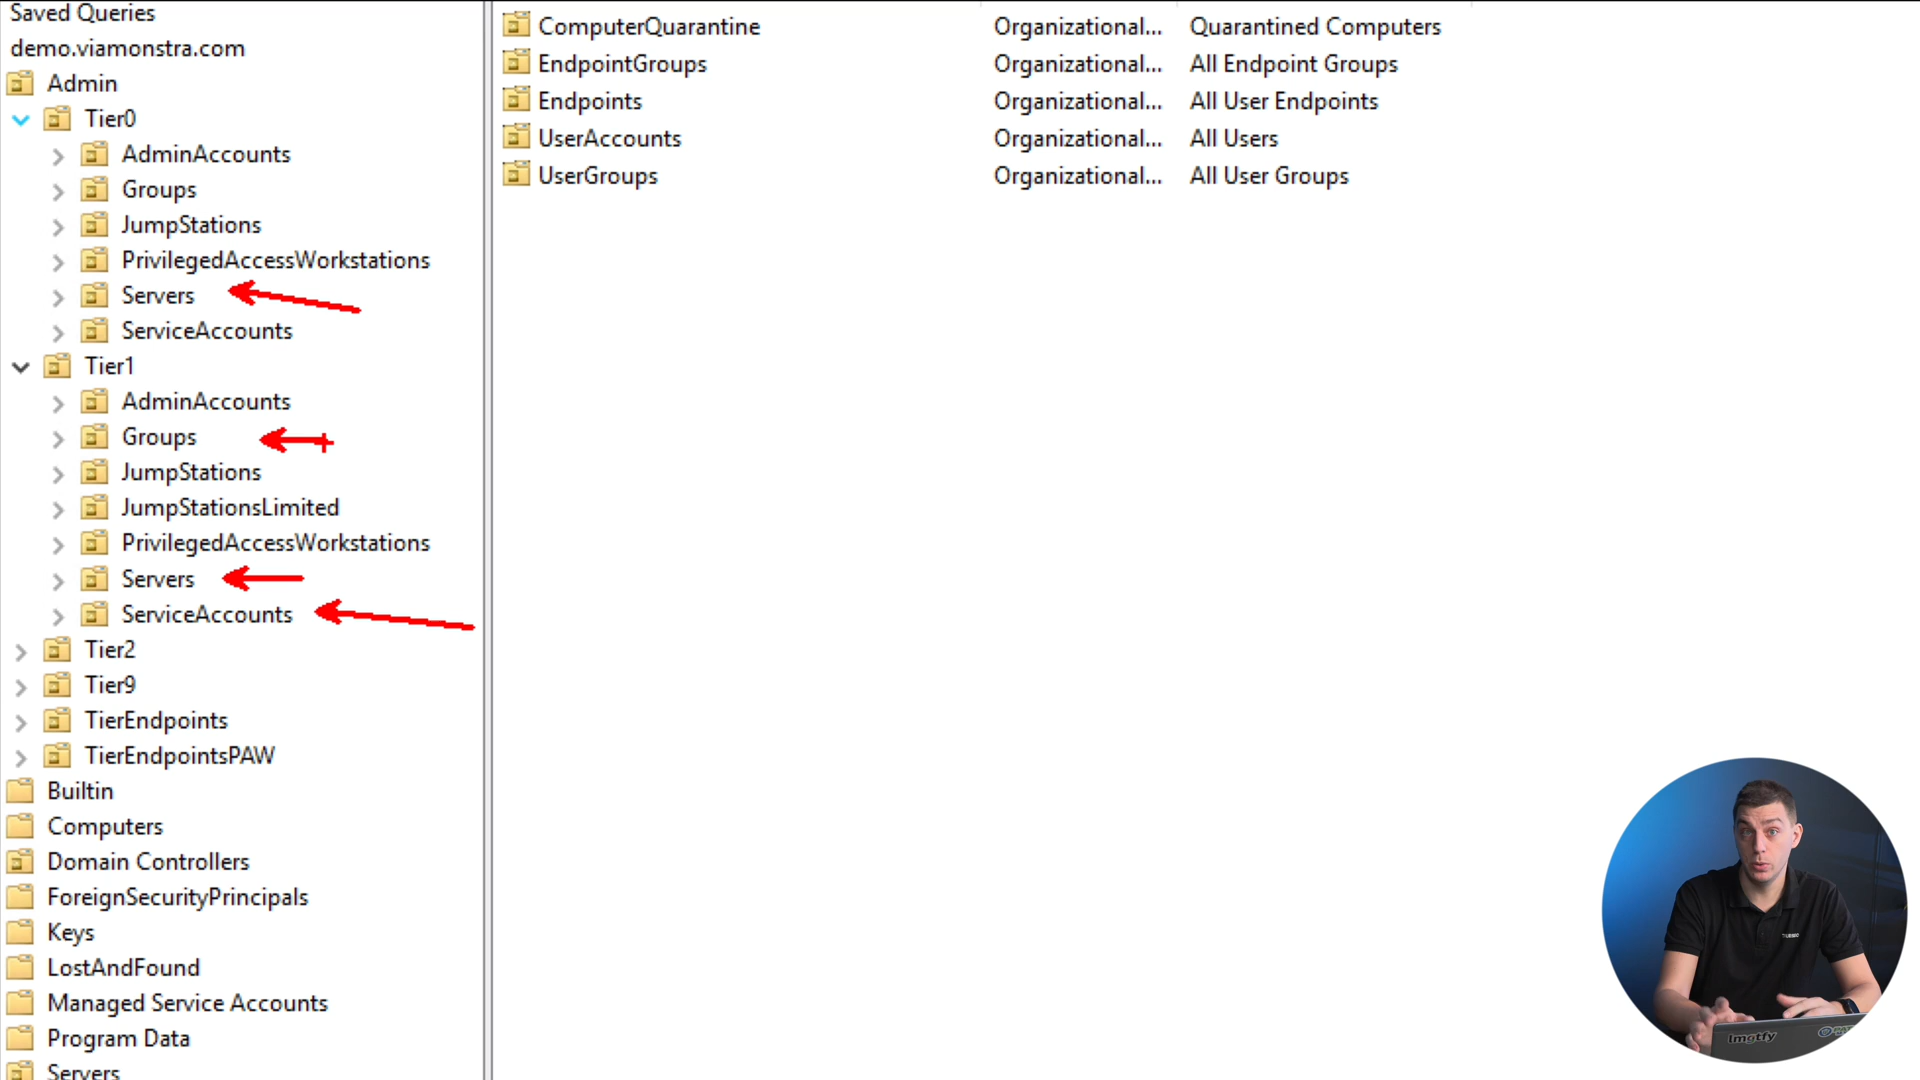 Saved Queries
demo.viamonstra.com
Admin
Tier0
AdminAccounts
Groups
JumpStations
PrivilegedAccessWorkstations
Servers
ServiceAccounts
Tier1
AdminAccounts
Groups
JumpStations
JumpStationsLimited
PrivilegedAccessWorkstations
Servers
ServiceAccounts
Tier2
Tier9
TierEndpoints
TierEndpointsPAW
Builtin
Computers
Domain Controllers
ForeignSecurityPrincipals
Keys
LostAndFound
Managed Service Accounts
Program Data
Servers
ComputerQuarantine Organizational... Quarantined Computers
EndpointGroups Organizational... All Endpoint Groups
Endpoints Organizational... All User Endpoints
UserAccounts Organizational... All Users
UserGroups Organizational... All User Groups
lmgtfy